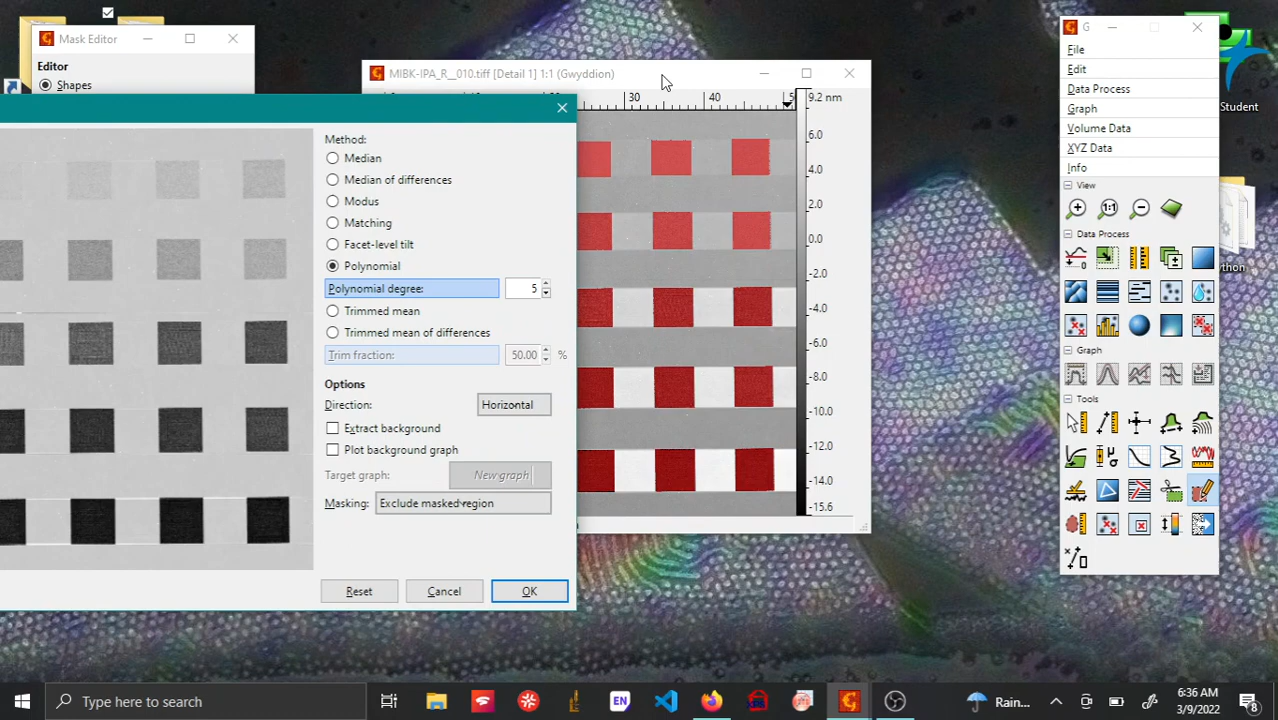 Mask Editor
Editor
Shapes
MIBK-IPA_R__010.tiff [Detail 1] 1:1 (Gwyddion)
30
40
9.2 nm
6.0
4.0
2.0
0.0
-2.0
-4.0
-6.0
-8.0
-10.0
-12.0
-14.0
-15.6
Method:
Median
Median of differences
Modus
Matching
Facet-level tilt
Polynomial
Polynomial degree: 5
Trimmed mean
Trimmed mean of differences
Trim fraction: 50.00 %
Options
Direction: Horizontal
Extract background
Plot background graph
Target graph: New graph
Masking: Exclude masked region
Reset Cancel OK
G
File
Edit
Data Process
Graph
Volume Data
XYZ Data
Info
View
1:1
Data Process
Graph
Tools
Student
Type here to search
EN
Rain...
6:36 AM
3/9/2022
8